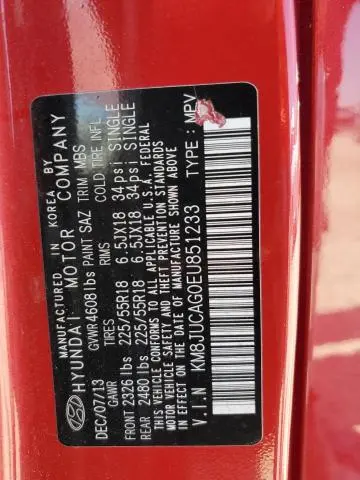 MANUFACTURED IN KOREA BY
HYUNDAI MOTOR COMPANY
DEC/07/13 GVWR 4608lbs PAINT SAZ TRIM MBS
GAWR TIRES RIMS COLD TIRE INFL.
FRONT 2326 lbs 225/55R18 6.5JX18 34psi SINGLE
REAR 2480 lbs 225/55R18 6.5JX18 34psi SINGLE
THIS VEHICLE CONFORMS TO ALL APPLICABLE U.S.A. FEDERAL
MOTOR VEHICLE SAFETY AND THEFT PREVENTION STANDARDS
IN EFFECT ON THE DATE OF MANUFACTURE SHOWN ABOVE
V.I.N KM8JUCAG0EU851233 TYPE : MPV